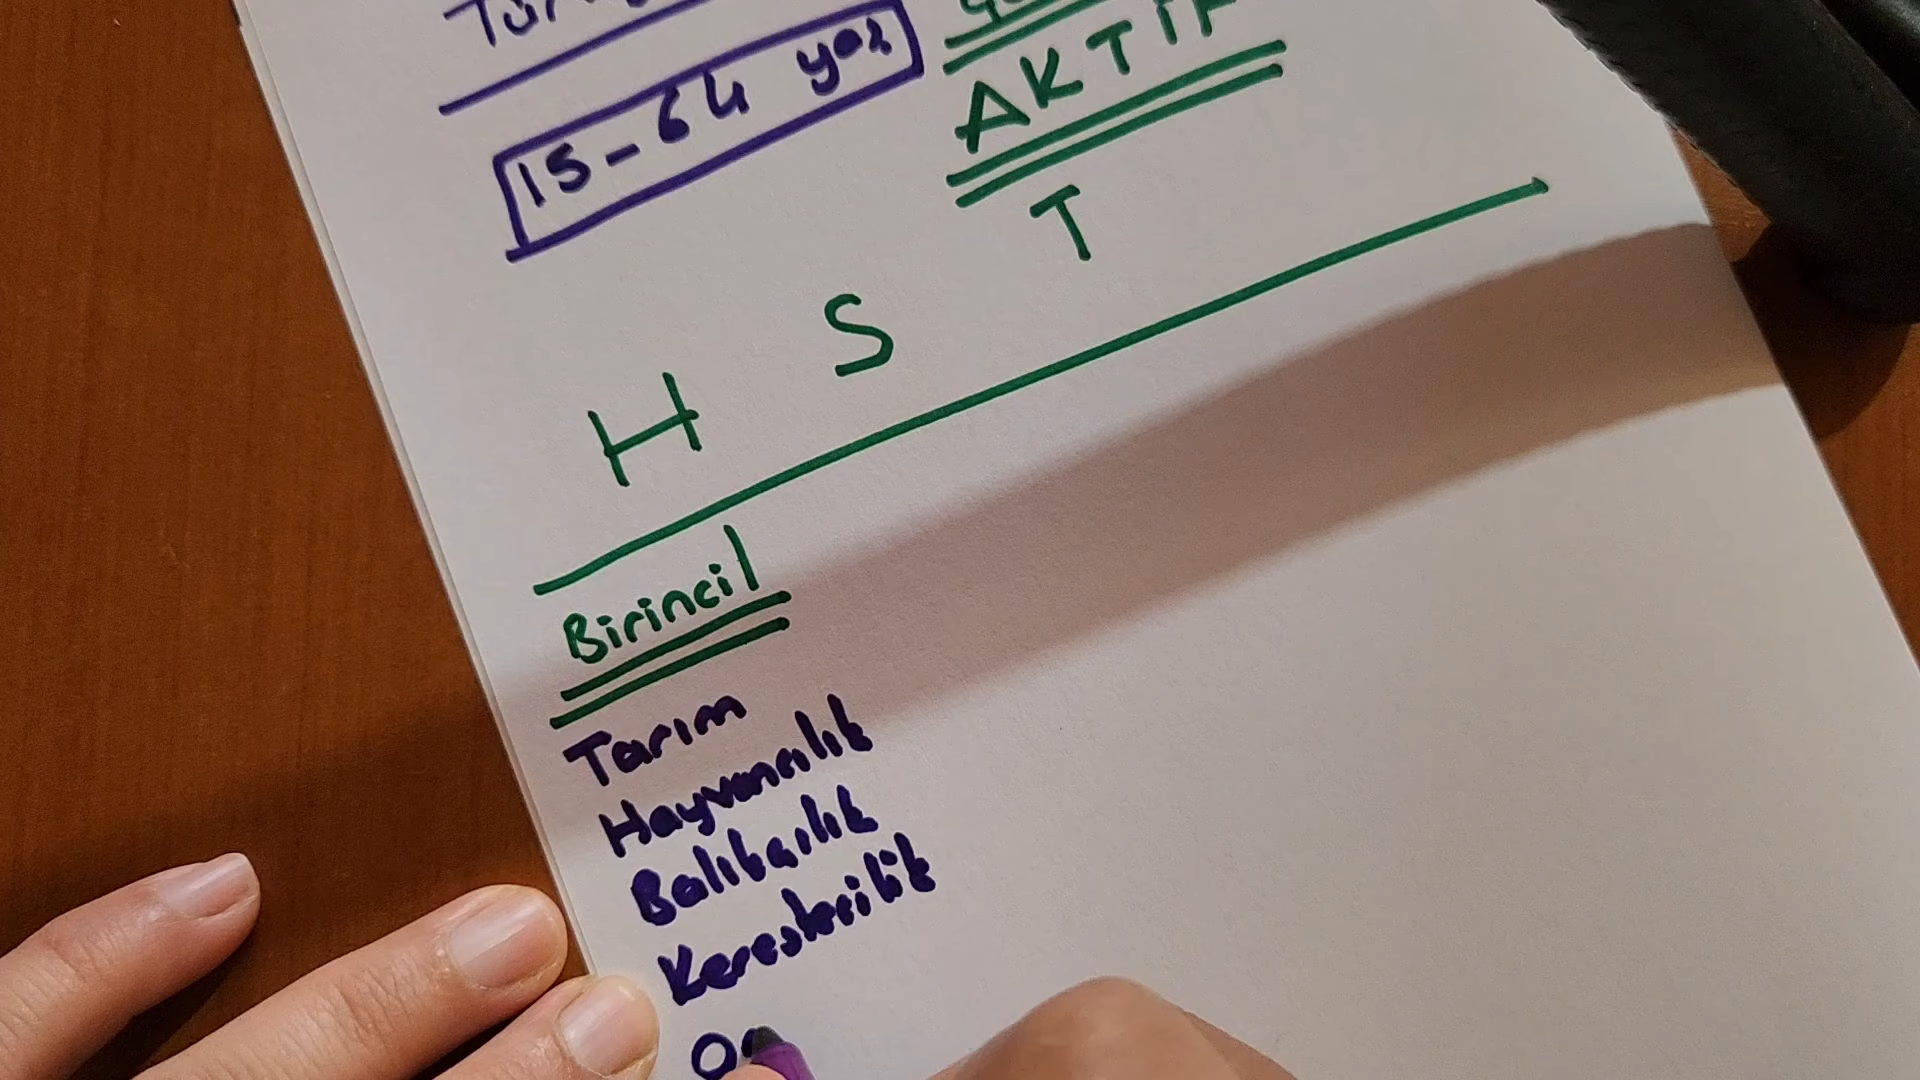 15-64 yaş
AKTİF
T
S
H
Birincil
Tarım
Hayvancılık
Balıkçılık
Kerestecilik